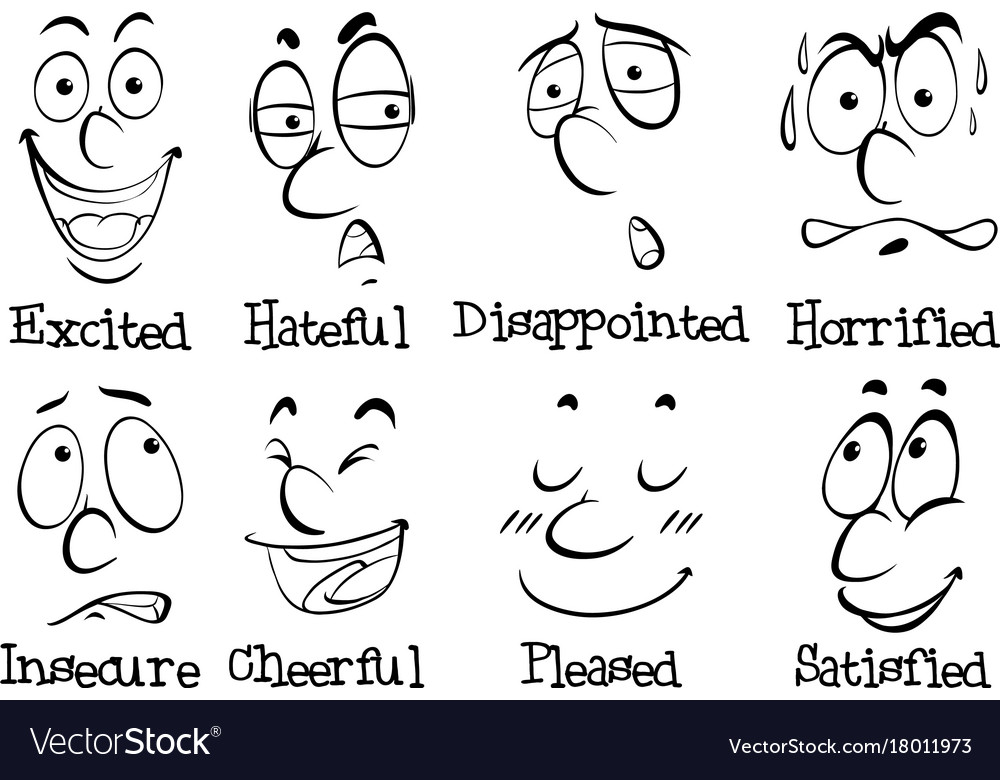 Excited Hateful Disappointed Horrified
Insecure Cheerful Pleased Satisfied
VectorStock® VectorStock.com/18011973